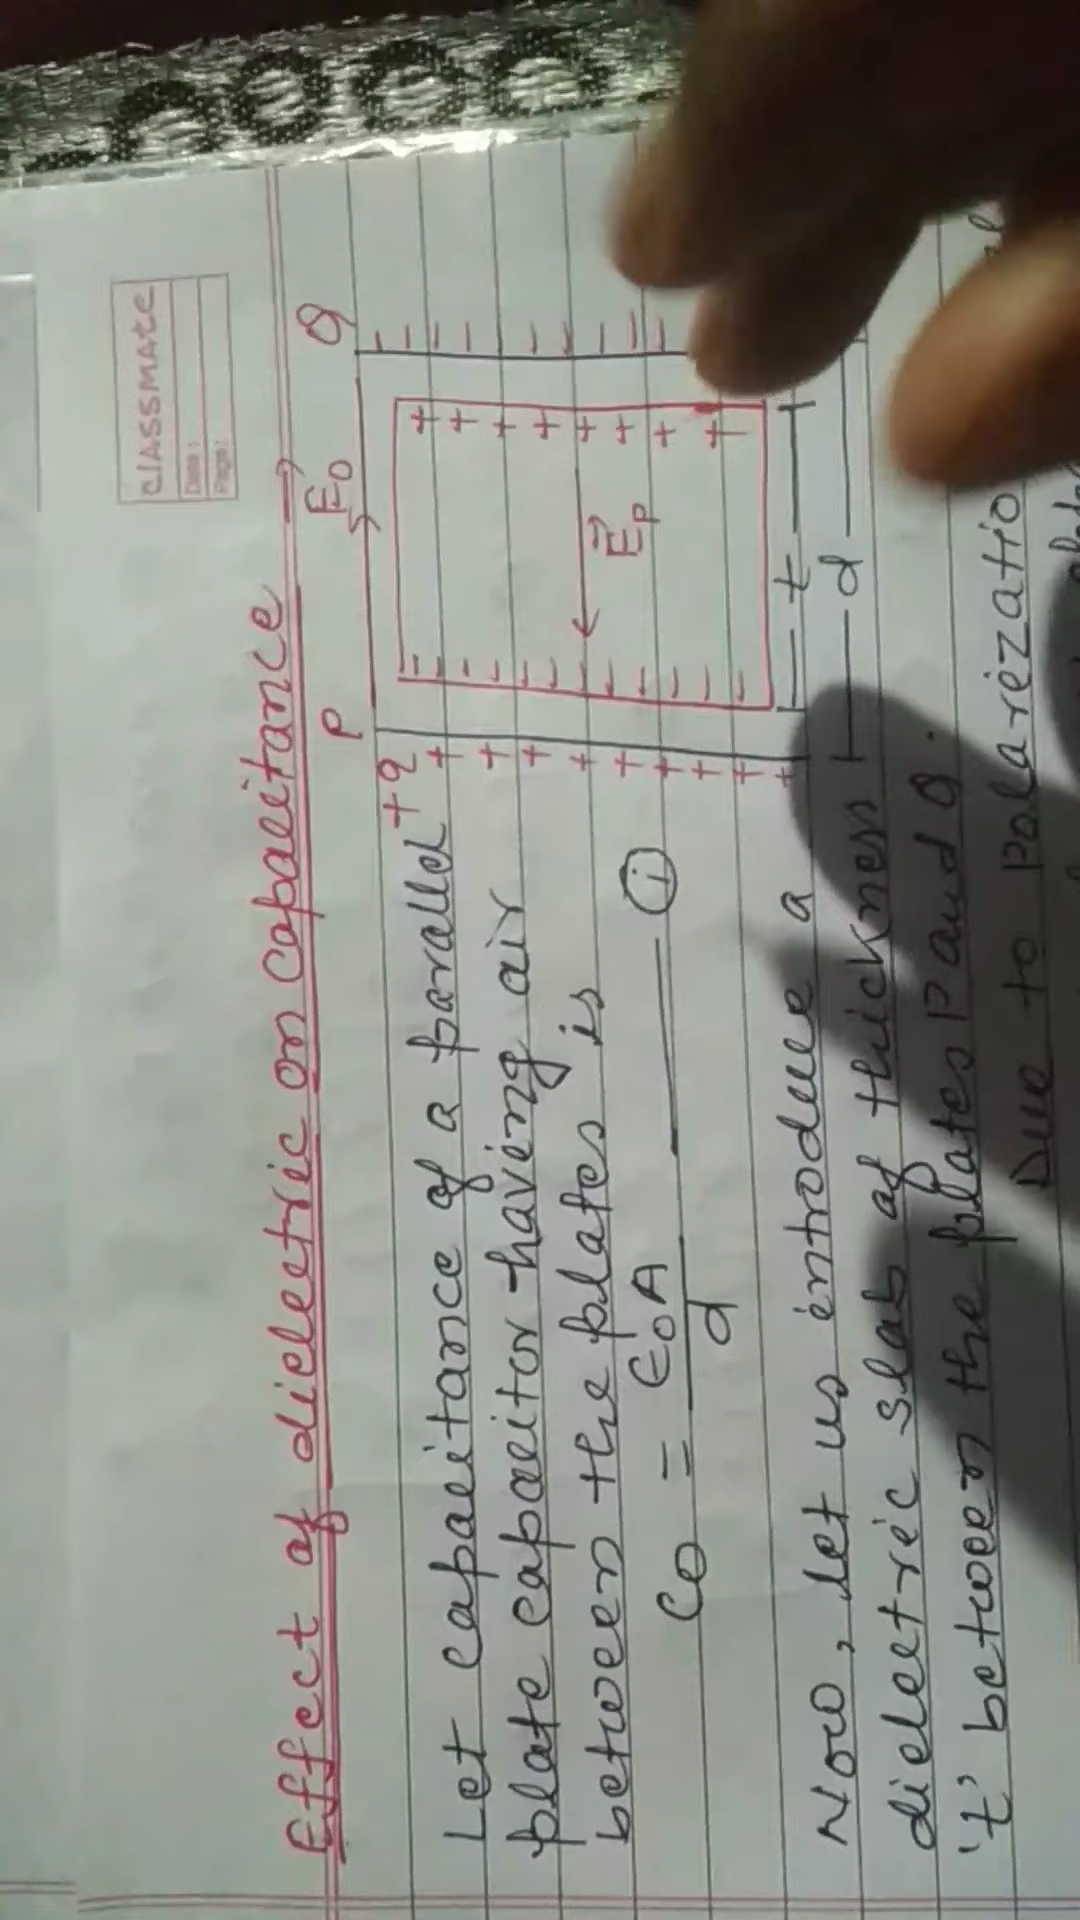 CLASSMATE
Date :
Page :
Effect of dielectric on capacitance →
Let capacitance of a parallel
plate capacitor having air
between the plates is
C₀ = ϵ₀A / d ——— (i)
Now, let us introduce a
dielectric slab of thickness
't' between the plates P and Q.
Due to Polarization
P
E₀
Q
+q
+ + + + + + + + +
E⃗p
t
d